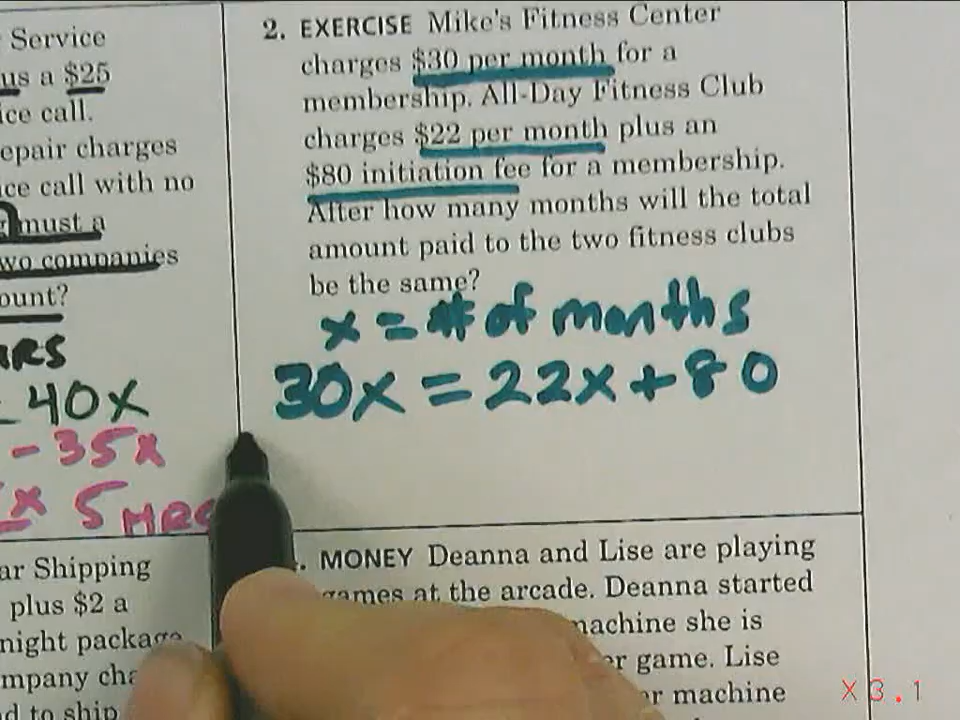 Service
us a $25
ice call.
epair charges
ice call with no
must a
wo companies
ount?
HRS
40x
- 35x
x 5 HRS
2. EXERCISE Mike's Fitness Center
charges $30 per month for a
membership. All-Day Fitness Club
charges $22 per month plus an
$80 initiation fee for a membership.
After how many months will the total
amount paid to the two fitness clubs
be the same?
x = # of months
30x = 22x + 80
ar Shipping
plus $2 a
night package
mpany cha
d to ship
. MONEY Deanna and Lise are playing
games at the arcade. Deanna started
machine she is
er game. Lise
r machine
X3.1